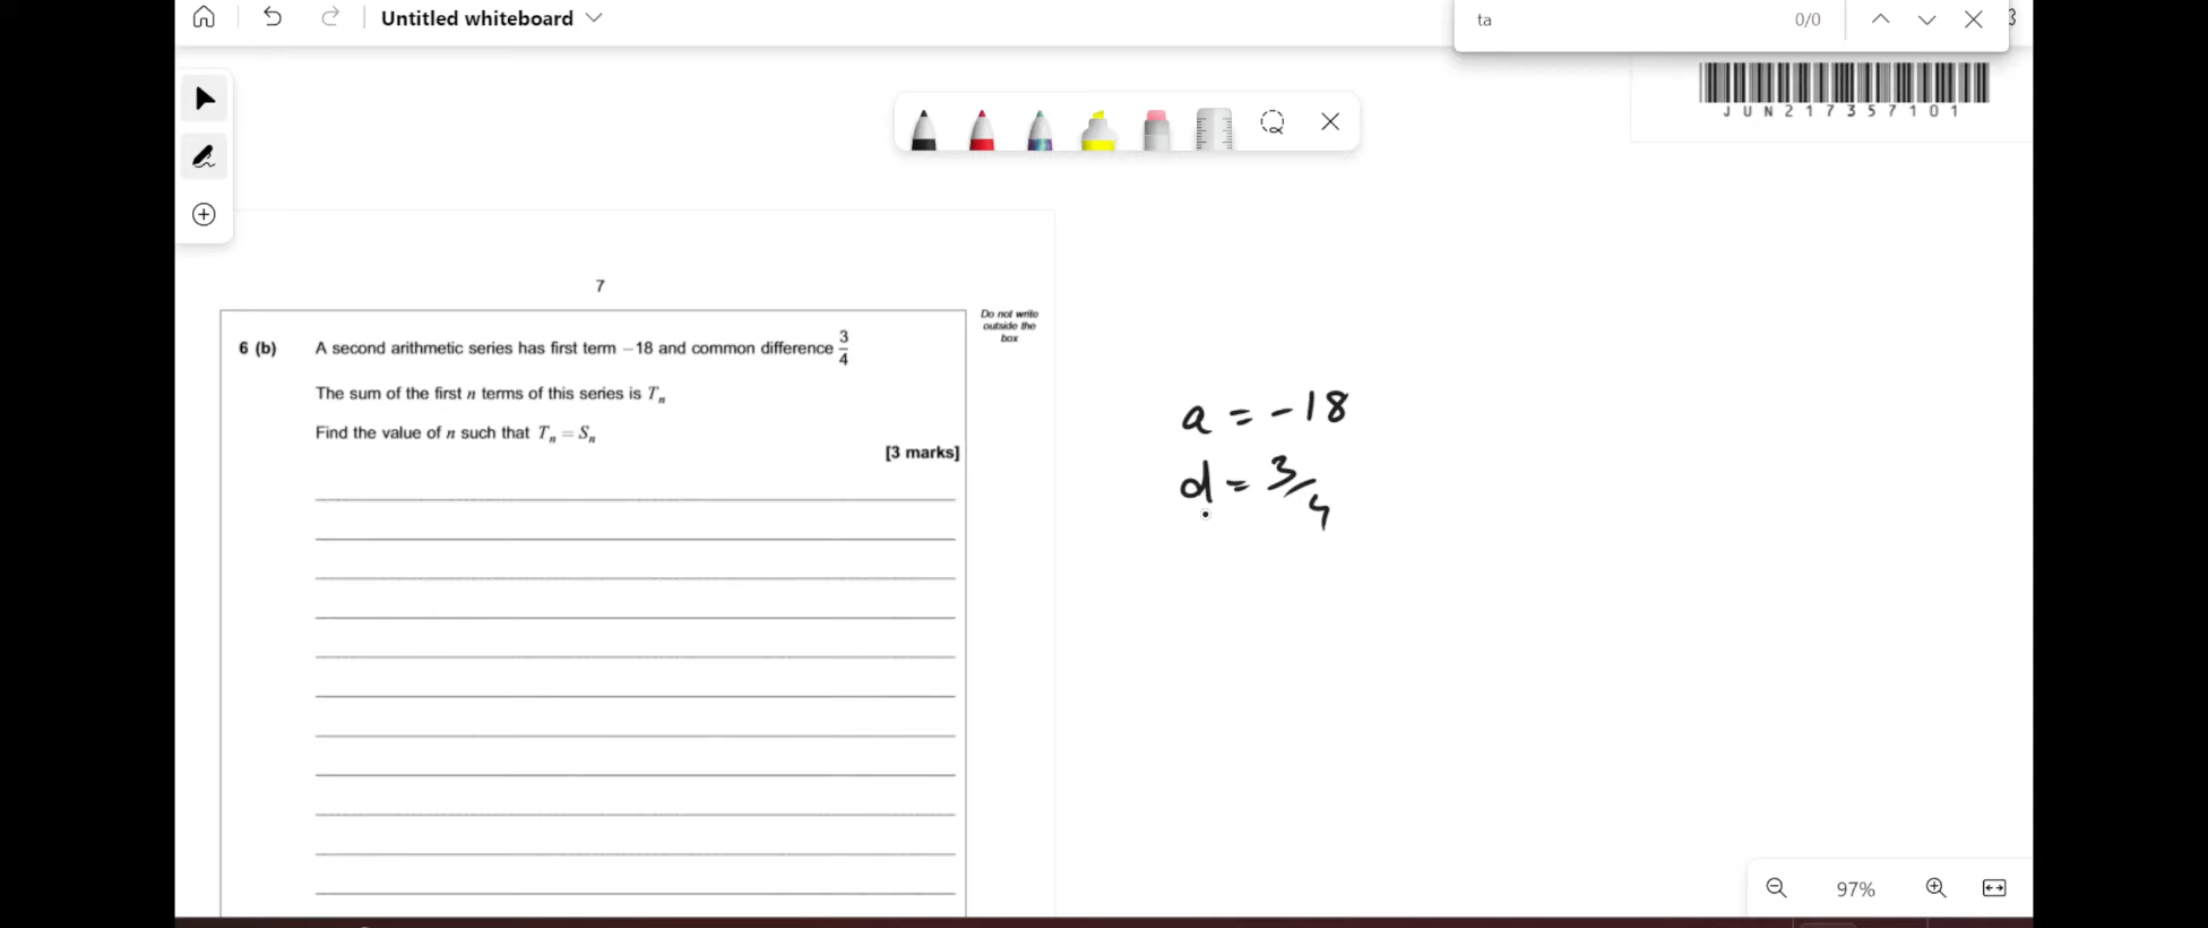 Untitled whiteboard
ta 0/0
JUN217357101
7
Do not write
outside the
box
6 (b) A second arithmetic series has first term −18 and common difference 3/4
The sum of the first n terms of this series is Tn
Find the value of n such that Tn = Sn
[3 marks]
a = -18
d = 3/4
97%